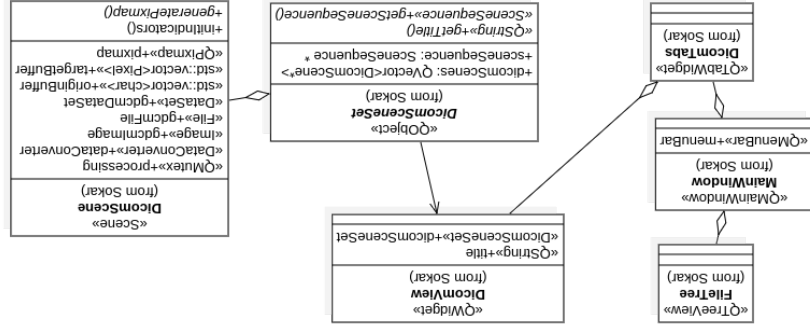 «QTreeView»
FileTree
(from Sokar)
«QMainWindow»
MainWindow
(from Sokar)
«QMenuBar»+menuBar
«QTabWidget»
DicomTabs
(from Sokar)
«QWidget»
DicomView
(from Sokar)
«QString»+title
«DicomSceneSet»+dicomSceneSet
«QObject»
DicomSceneSet
(from Sokar)
+dicomScenes: QVector<DicomScene*>
+sceneSequence: SceneSequence *
«QString»+getTitle()
«SceneSequence»+getSceneSequence()
«Scene»
DicomScene
(from Sokar)
«QMutex»+processing
«DataConverter»+dataConverter
«Image»+gdcmImage
«File»+gdcmFile
«DataSet»+gdcmDataSet
«std::vector<char>»+originBuffer
«std::vector<Pixel>»+targetBuffer
«QPixmap»+pixmap
+initIndicators()
+generatePixmap()